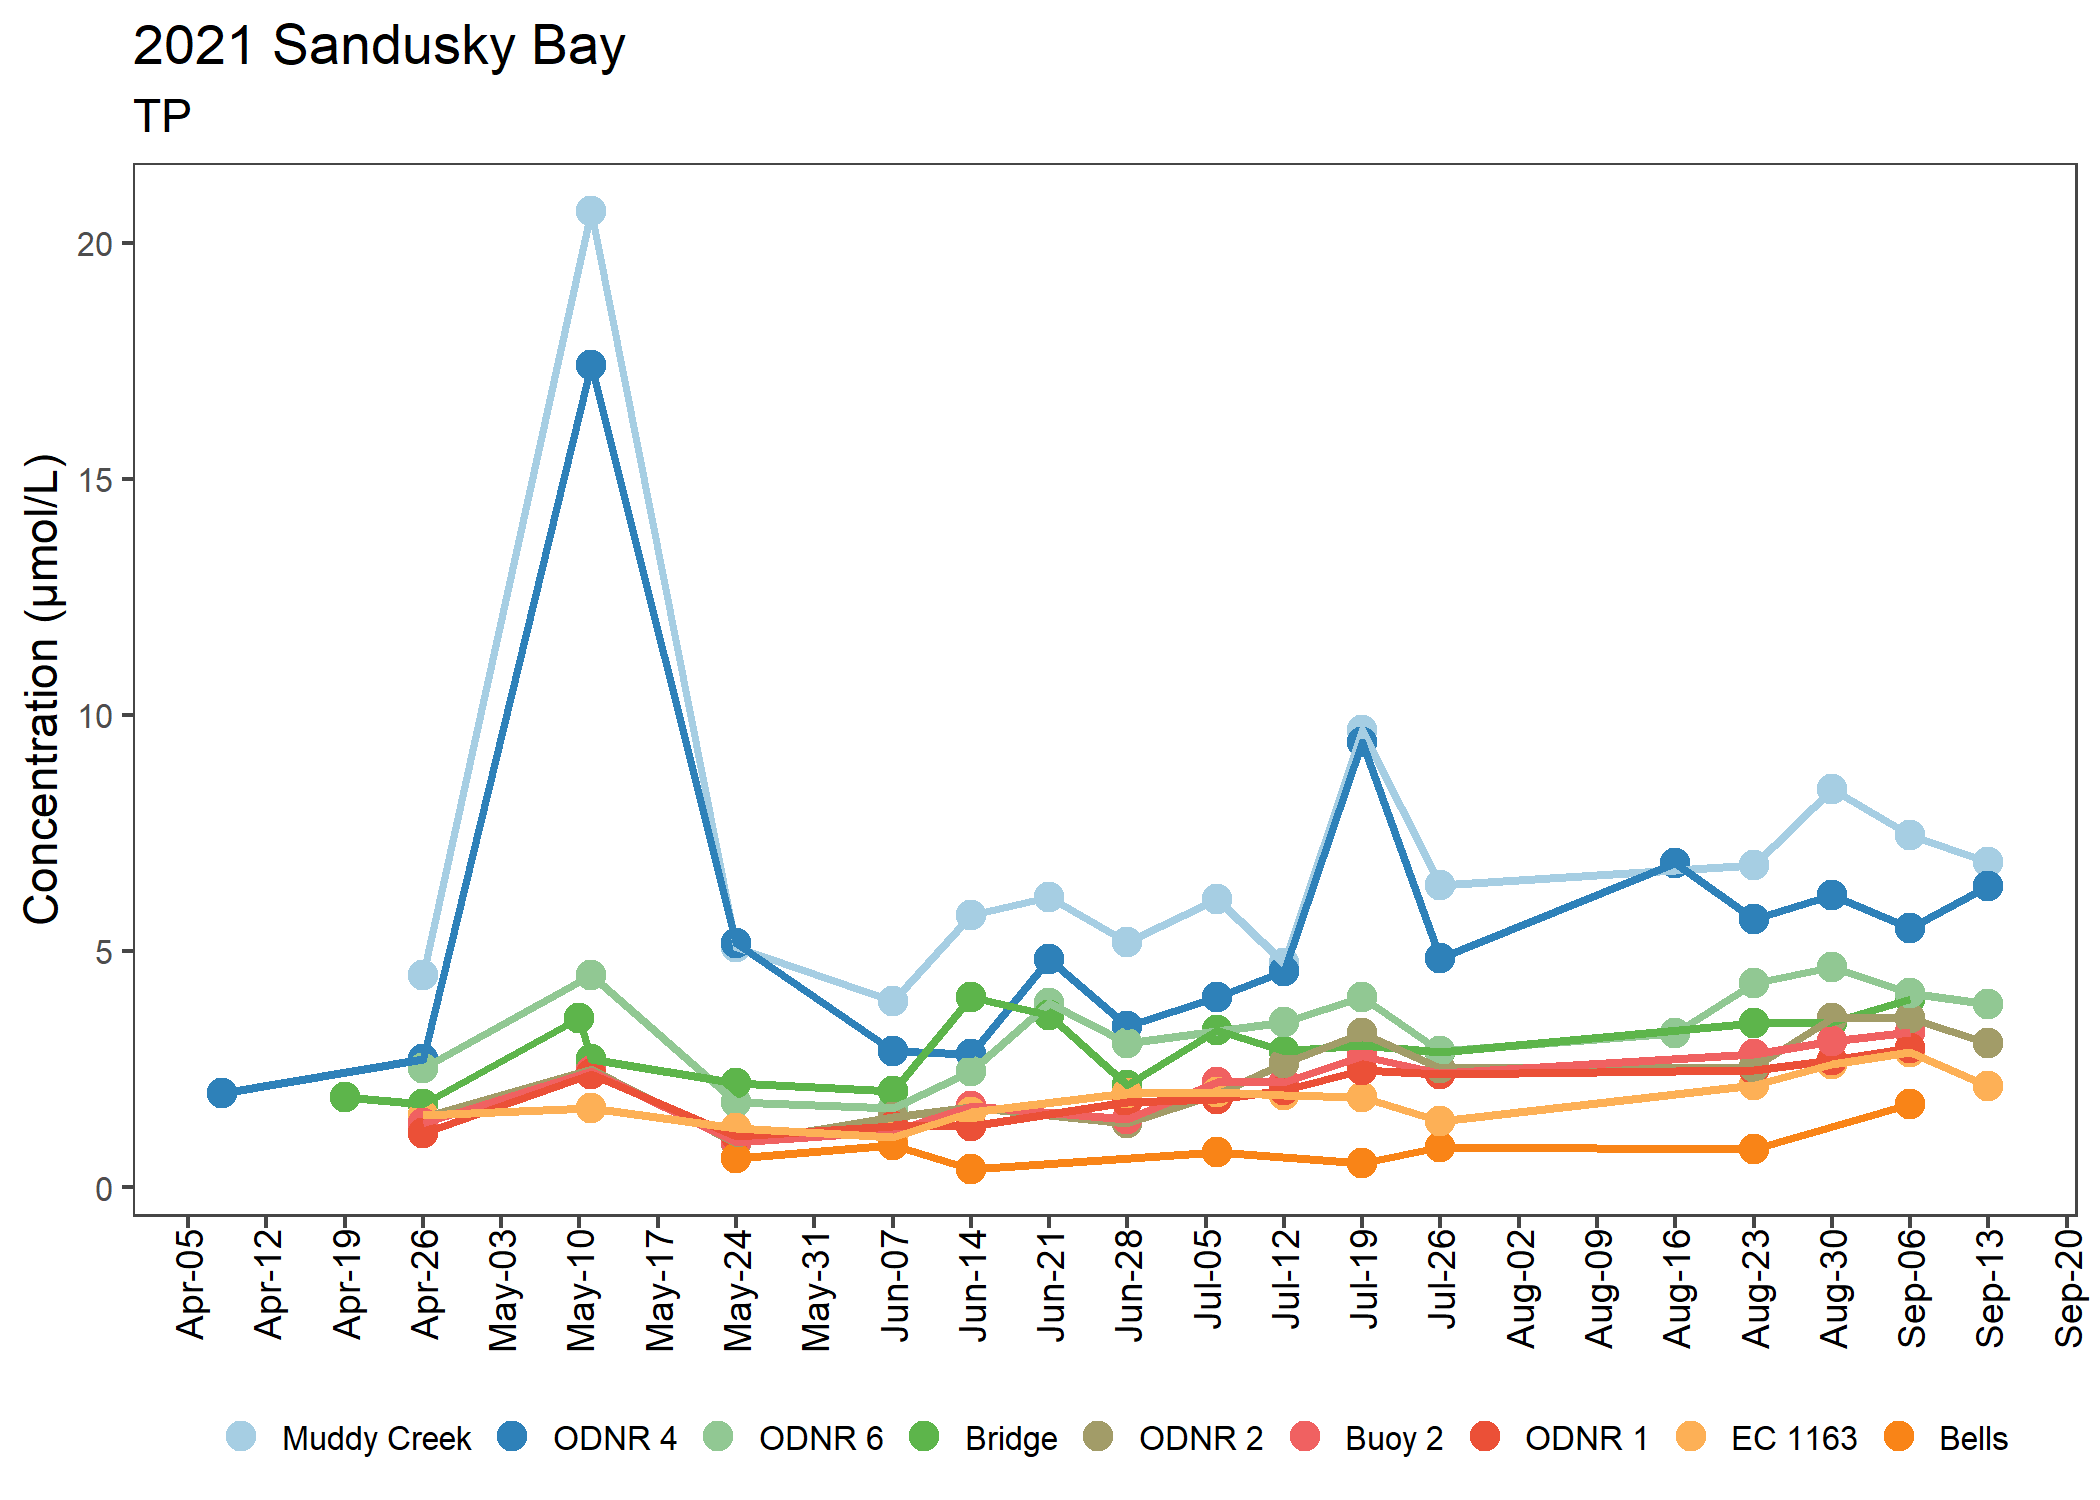 2021 Sandusky Bay
TP
Concentration (µmol/L)
20
15
10
5
0
Apr-05
Apr-12
Apr-19
Apr-26
May-03
May-10
May-17
May-24
May-31
Jun-07
Jun-14
Jun-21
Jun-28
Jul-05
Jul-12
Jul-19
Jul-26
Aug-02
Aug-09
Aug-16
Aug-23
Aug-30
Sep-06
Sep-13
Sep-20
Muddy Creek ODNR 4 ODNR 6 Bridge ODNR 2 Buoy 2 ODNR 1 EC 1163 Bells